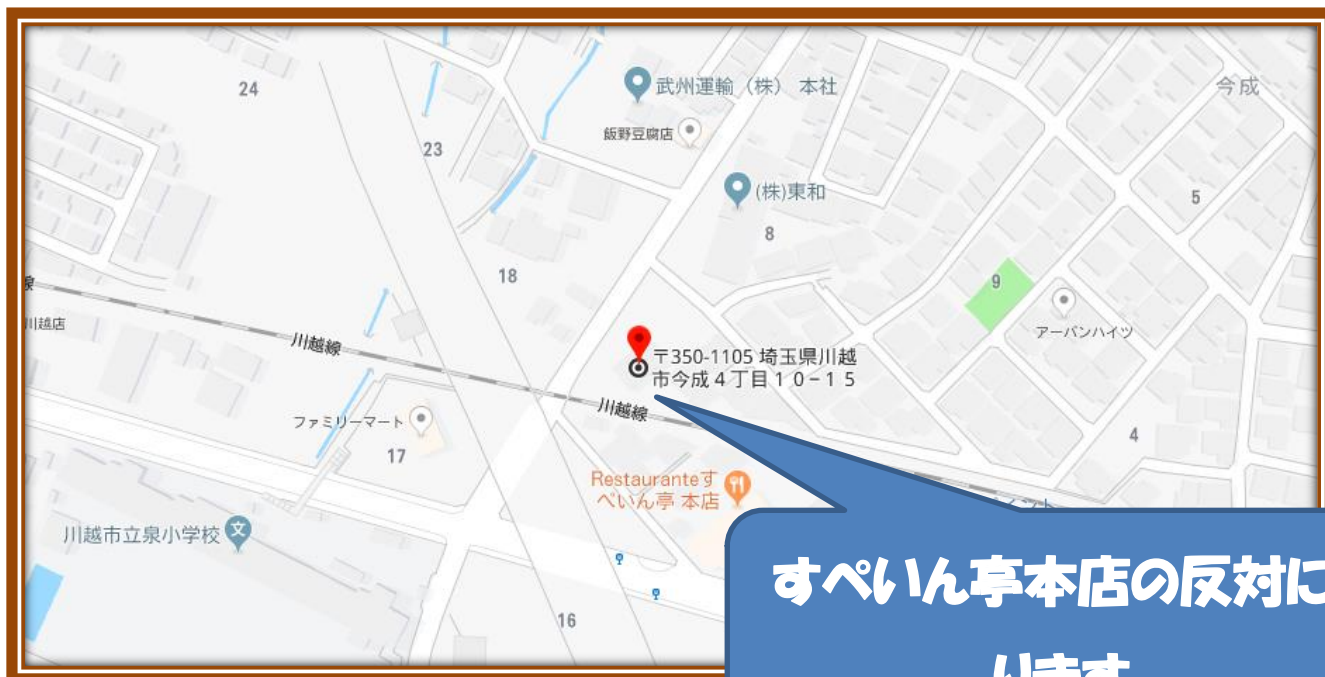 24
武州運輸（株） 本社
今成
飯野豆腐店
23
(株)東和
5
8
18
9
アーバンハイツ
川越店
川越線
〒350-1105 埼玉県川越
市今成４丁目１０−１５
川越線
ファミリーマート
17
4
Restauranteす
ぺいん亭 本店
川越市立泉小学校
文
16
すぺいん亭本店の反対に
ります